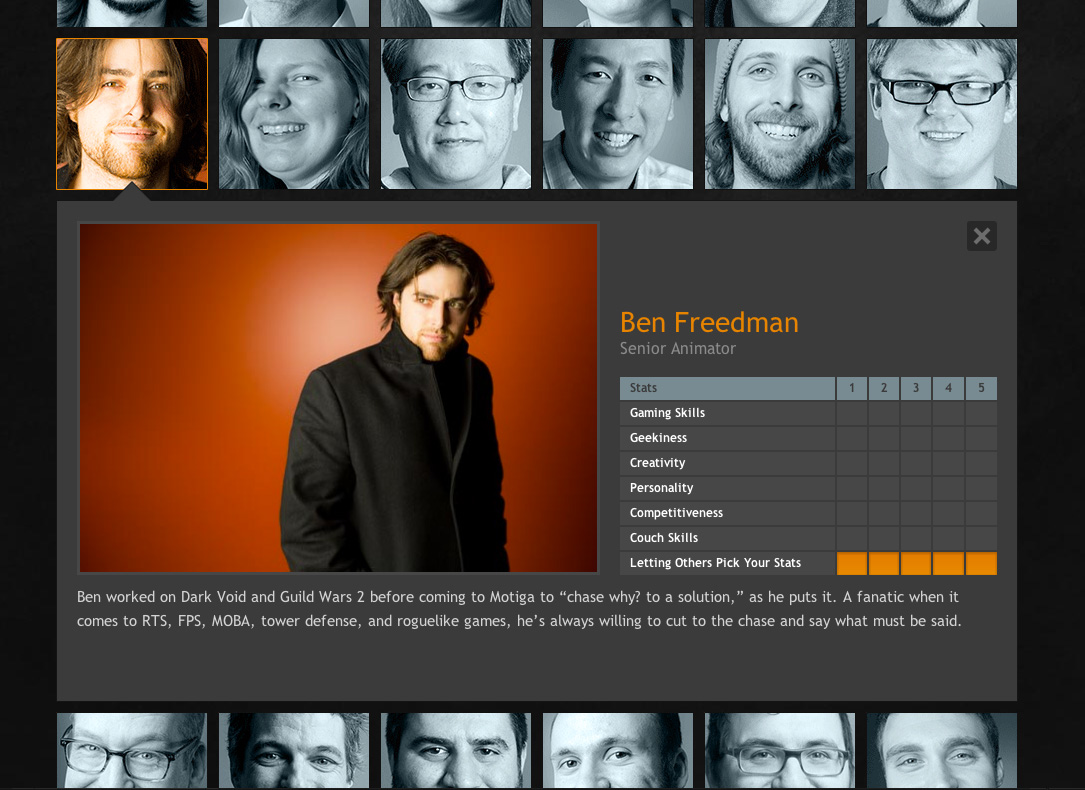 Ben Freedman
Senior Animator
Stats 1 2 3 4 5
Gaming Skills
Geekiness
Creativity
Personality
Competitiveness
Couch Skills
Letting Others Pick Your Stats
Ben worked on Dark Void and Guild Wars 2 before coming to Motiga to “chase why? to a solution,” as he puts it. A fanatic when it
comes to RTS, FPS, MOBA, tower defense, and roguelike games, he’s always willing to cut to the chase and say what must be said.